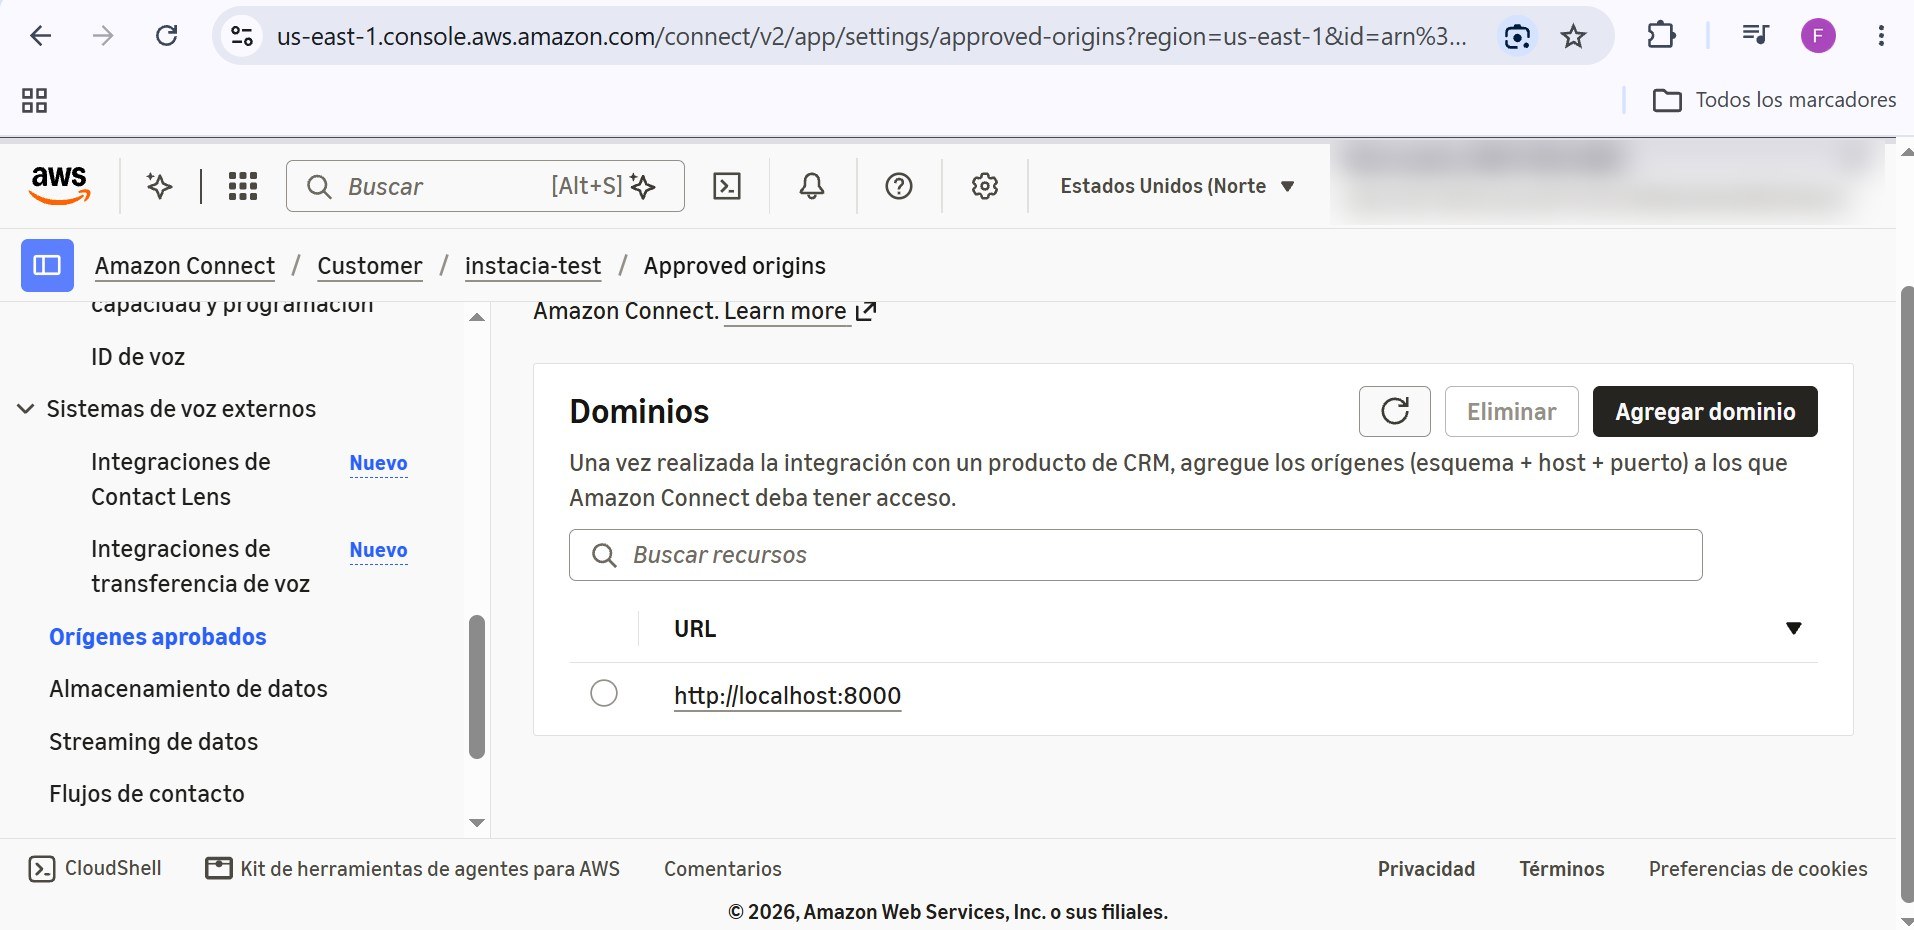 us-east-1.console.aws.amazon.com/connect/v2/app/settings/approved-origins?region=us-east-1&id=arn%3...
F
Todos los marcadores
aws
Buscar
[Alt+S]
Estados Unidos (Norte
Amazon Connect / Customer / instacia-test / Approved origins
capacidad y programación
ID de voz
Sistemas de voz externos
Integraciones de
Contact Lens
Nuevo
Integraciones de
transferencia de voz
Nuevo
Orígenes aprobados
Almacenamiento de datos
Streaming de datos
Flujos de contacto
Amazon Connect. Learn more
Dominios
Eliminar
Agregar dominio
Una vez realizada la integración con un producto de CRM, agregue los orígenes (esquema + host + puerto) a los que
Amazon Connect deba tener acceso.
Buscar recursos
URL
http://localhost:8000
CloudShell
Kit de herramientas de agentes para AWS
Comentarios
Privacidad
Términos
Preferencias de cookies
© 2026, Amazon Web Services, Inc. o sus filiales.